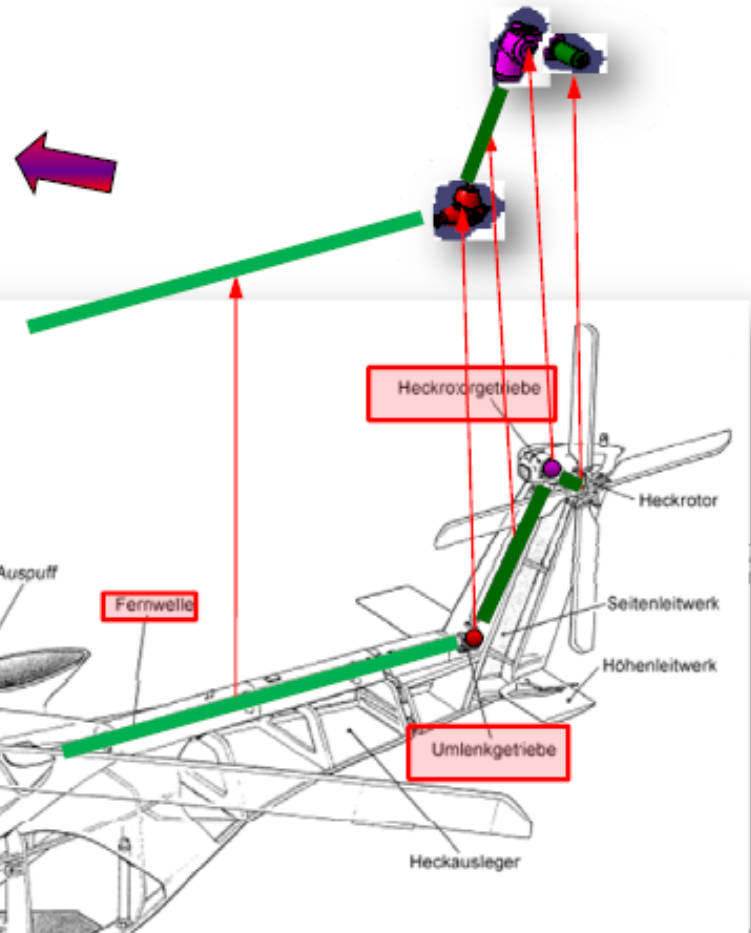 Heckrotorgetriebe
Heckrotor
Auspuff
Fernwelle
Seitenleitwerk
Höhenleitwerk
Umlenkgetriebe
Heckausleger